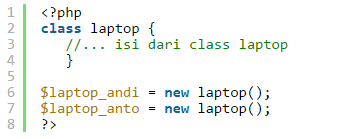 1 <?php
2 class laptop {
3    //... isi dari class laptop
4    }
5
6 $laptop_andi = new laptop();
7 $laptop_anto = new laptop();
8 ?>